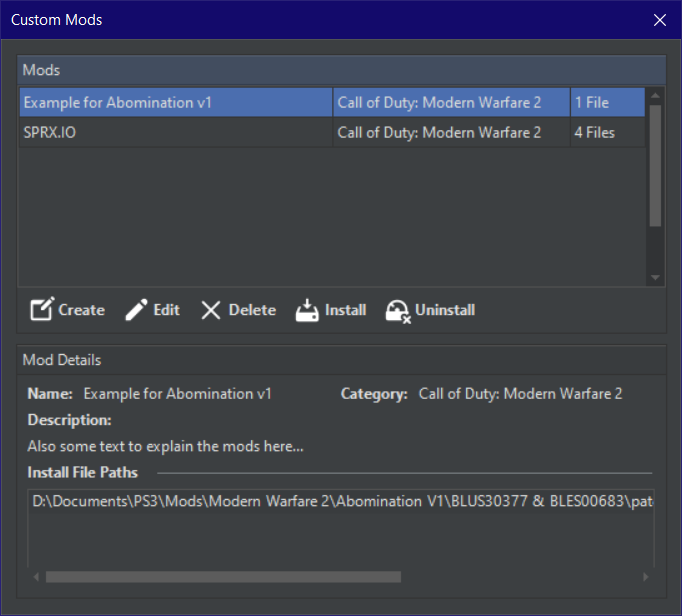 Custom Mods
Mods
Example for Abomination v1 Call of Duty: Modern Warfare 2 1 File
SPRX.IO Call of Duty: Modern Warfare 2 4 Files
Create Edit Delete Install Uninstall
Mod Details
Name: Example for Abomination v1 Category: Call of Duty: Modern Warfare 2
Description:
Also some text to explain the mods here...
Install File Paths
D:\Documents\PS3\Mods\Modern Warfare 2\Abomination V1\BLUS30377 & BLES00683\pat